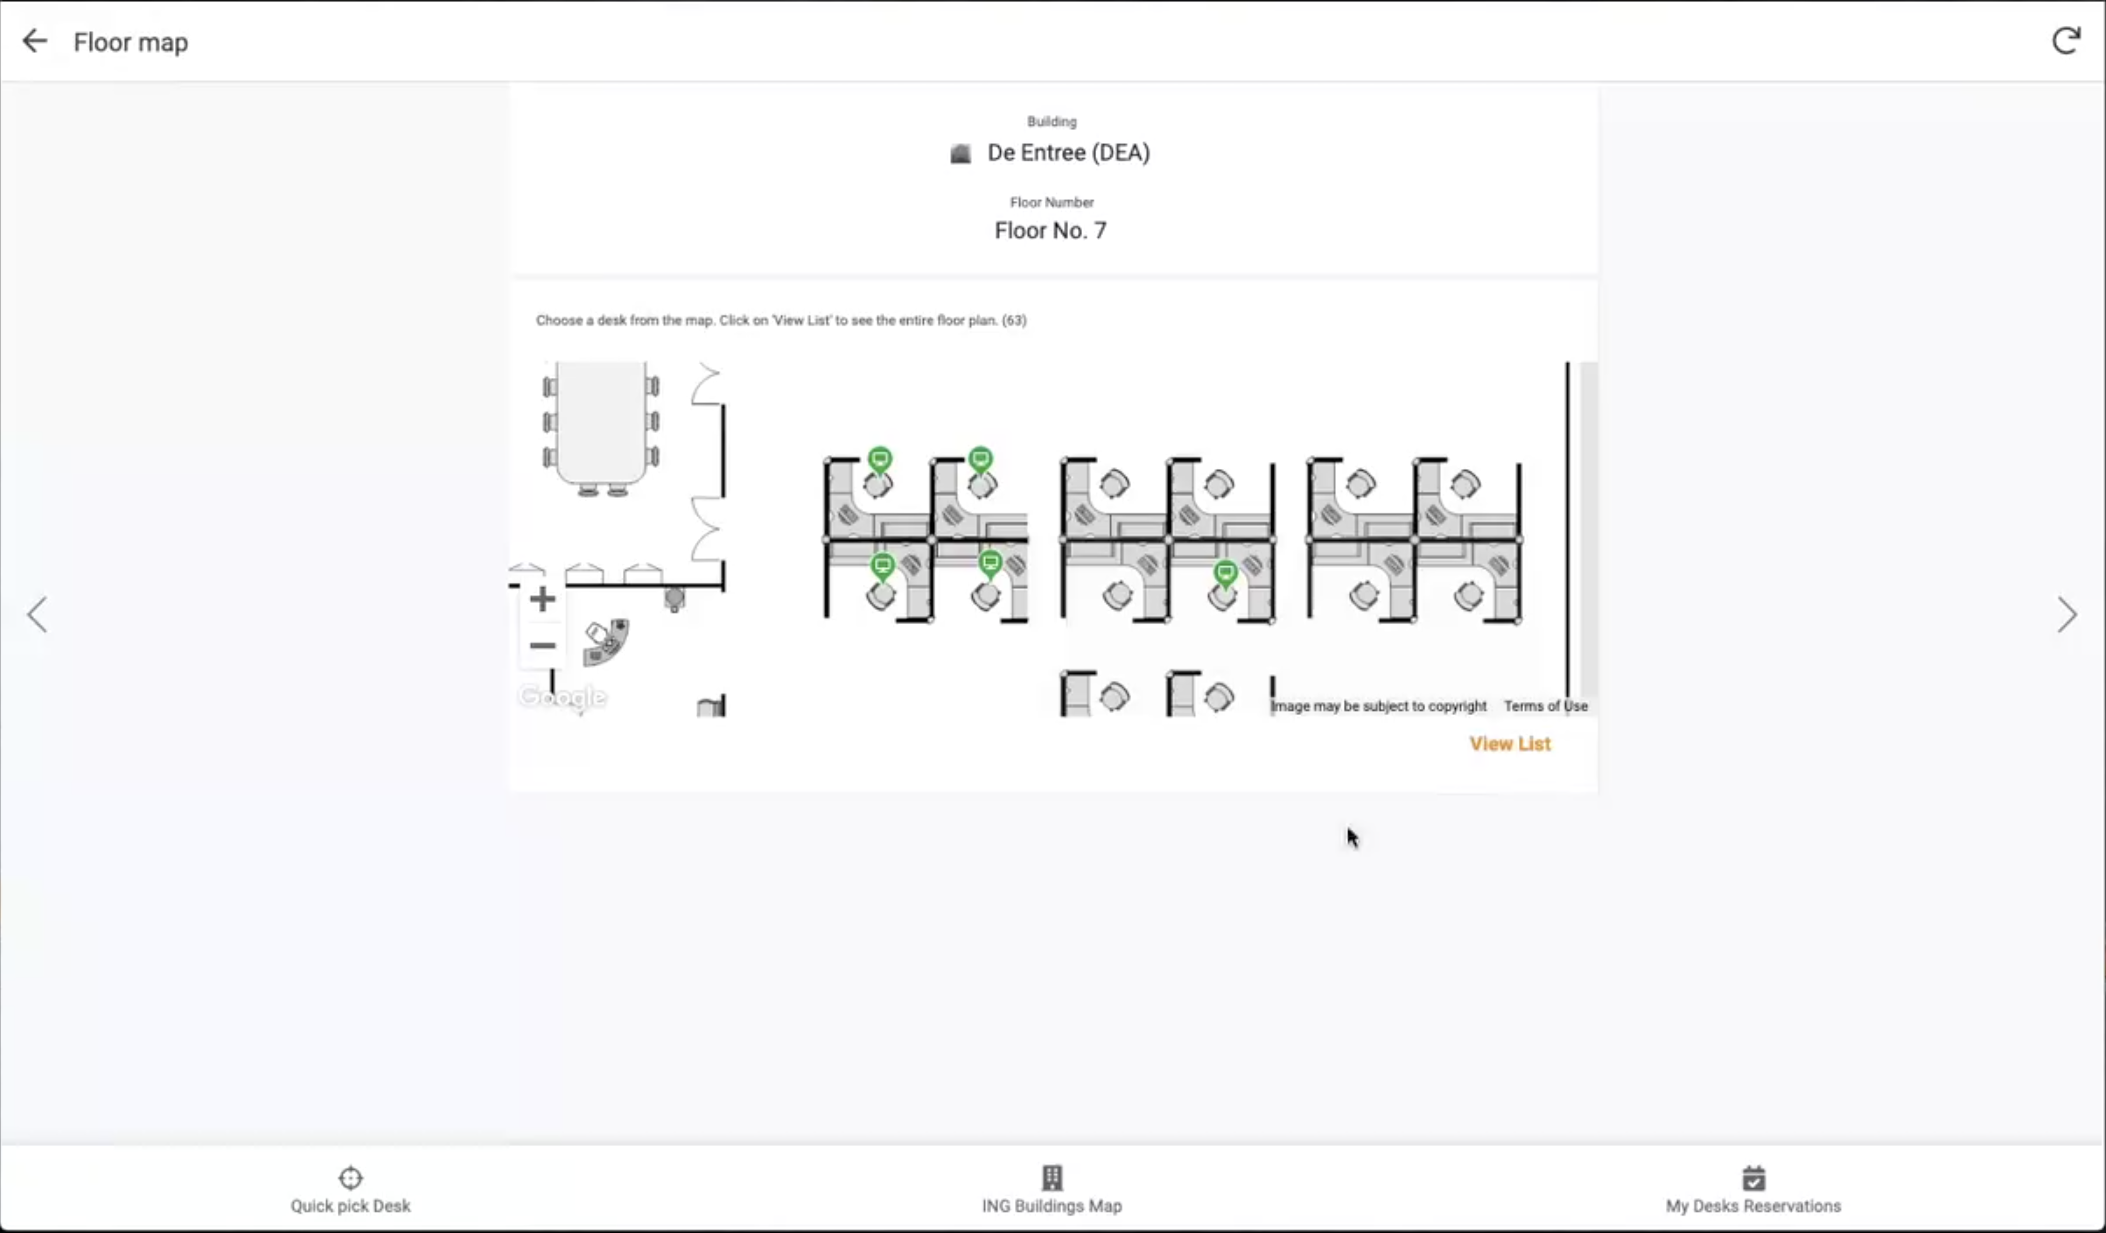 Floor map
Building
De Entree (DEA)
Floor Number
Floor No. 7
Choose a desk from the map. Click on 'View List' to see the entire floor plan. (63)
Google
Image may be subject to copyright
Terms of Use
View List
Quick pick Desk
ING Buildings Map
My Desks Reservations